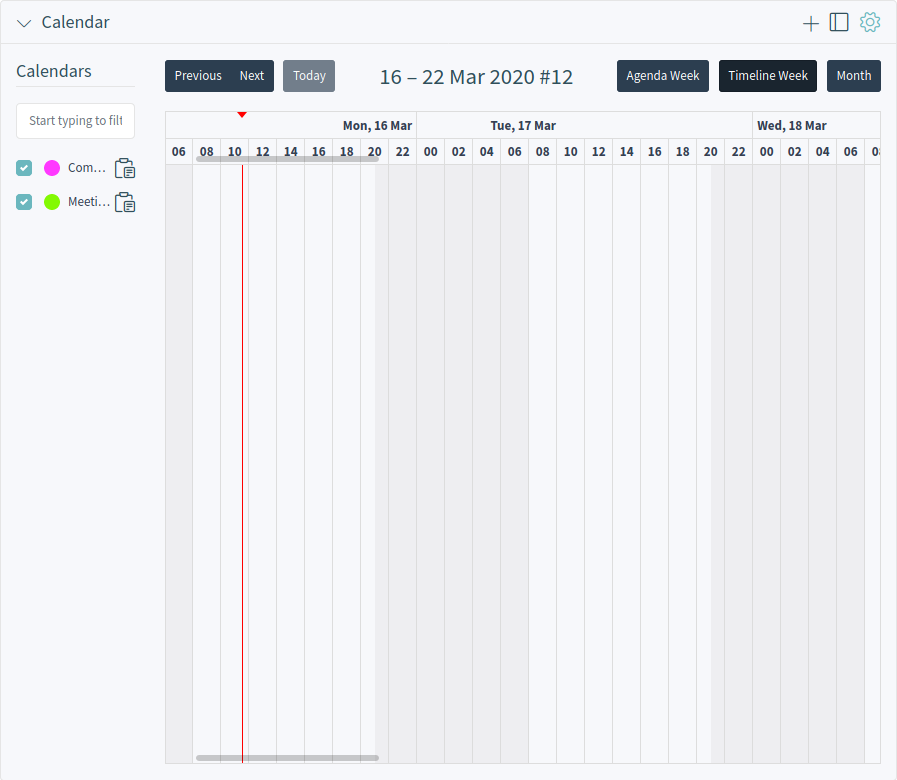 Calendar
Calendars
Previous Next Today 16 – 22 Mar 2020 #12 Agenda Week Timeline Week Month
Start typing to filt
Mon, 16 Mar Tue, 17 Mar Wed, 18 Mar
06 08 10 12 14 16 18 20 22 00 02 04 06 08 10 12 14 16 18 20 22 00 02 04 06 08
Com...
Meeti...